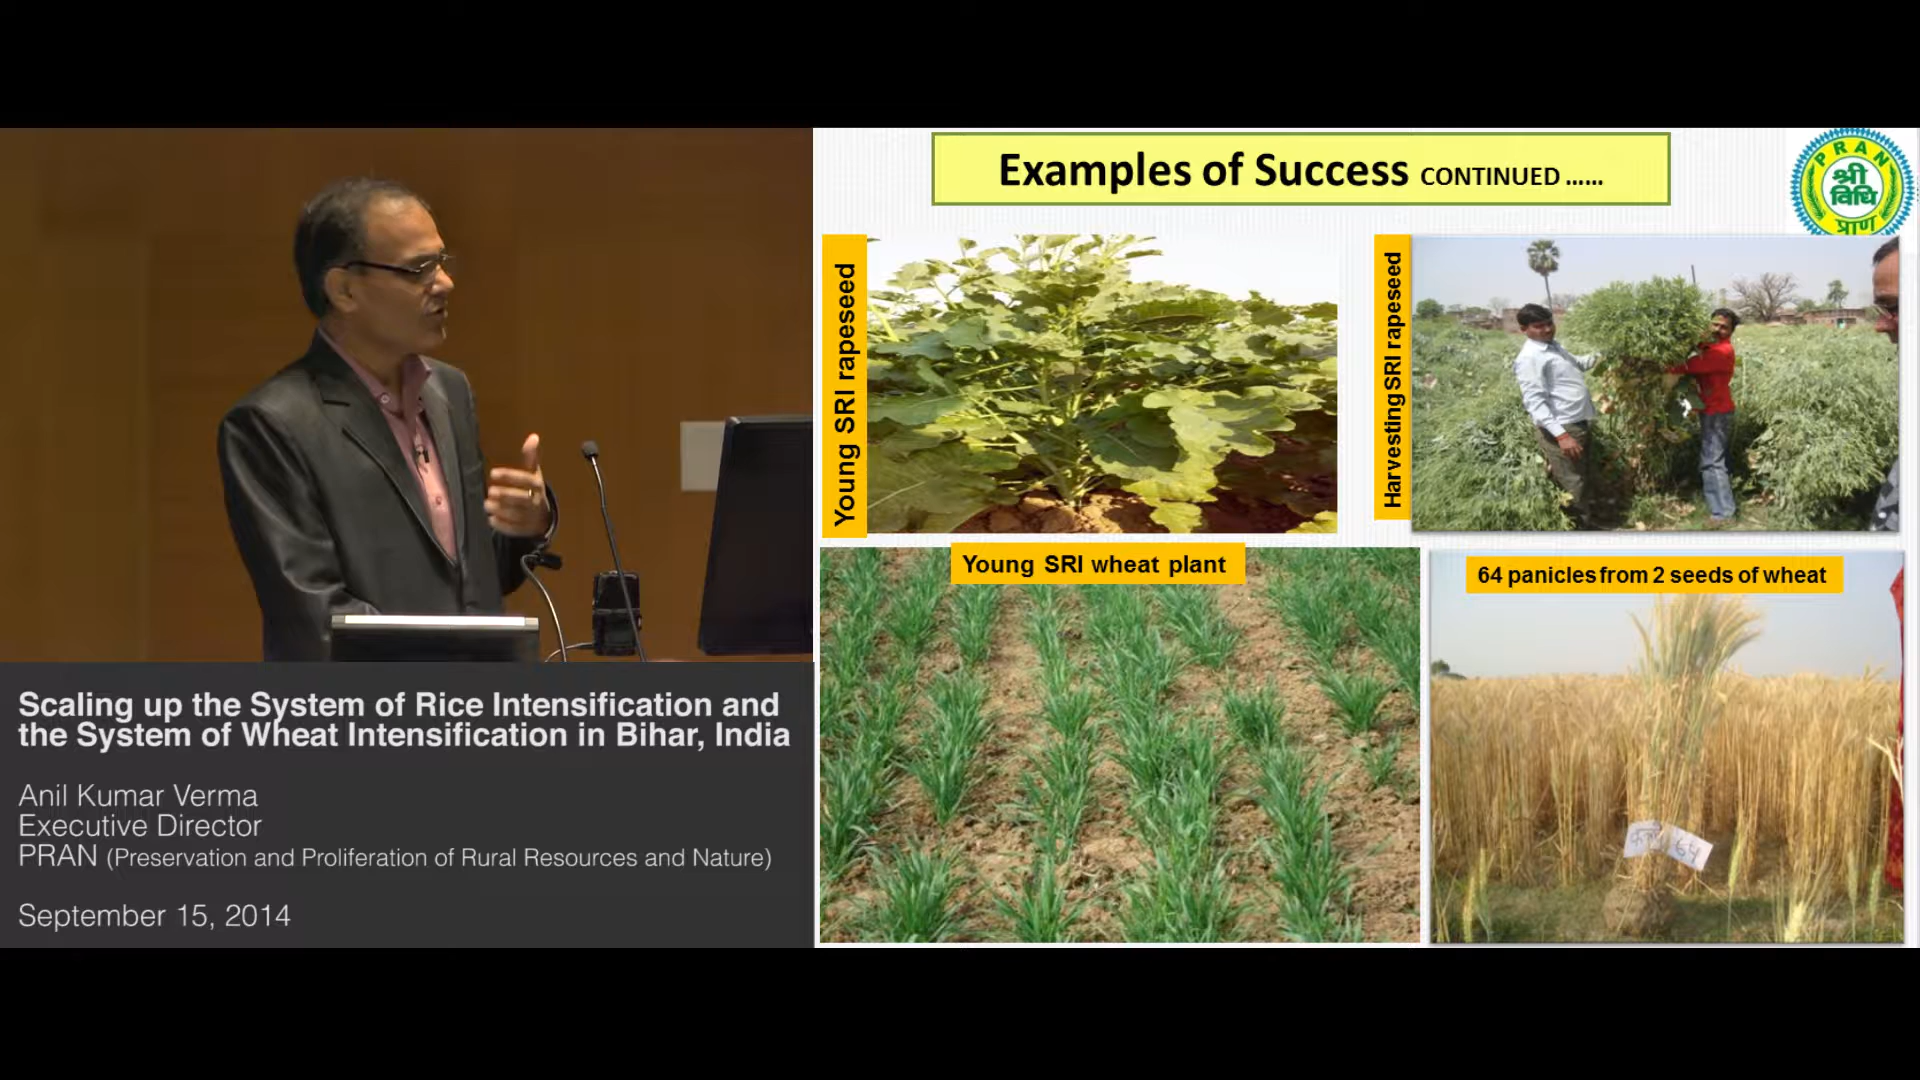 Examples of Success CONTINUED ......
PRAN
श्री
विधि
प्राण
Young SRI rapeseed
Harvesting SRI rapeseed
Young SRI wheat plant
64 panicles from 2 seeds of wheat
64
Scaling up the System of Rice Intensification and
the System of Wheat Intensification in Bihar, India
Anil Kumar Verma
Executive Director
PRAN (Preservation and Proliferation of Rural Resources and Nature)
September 15, 2014